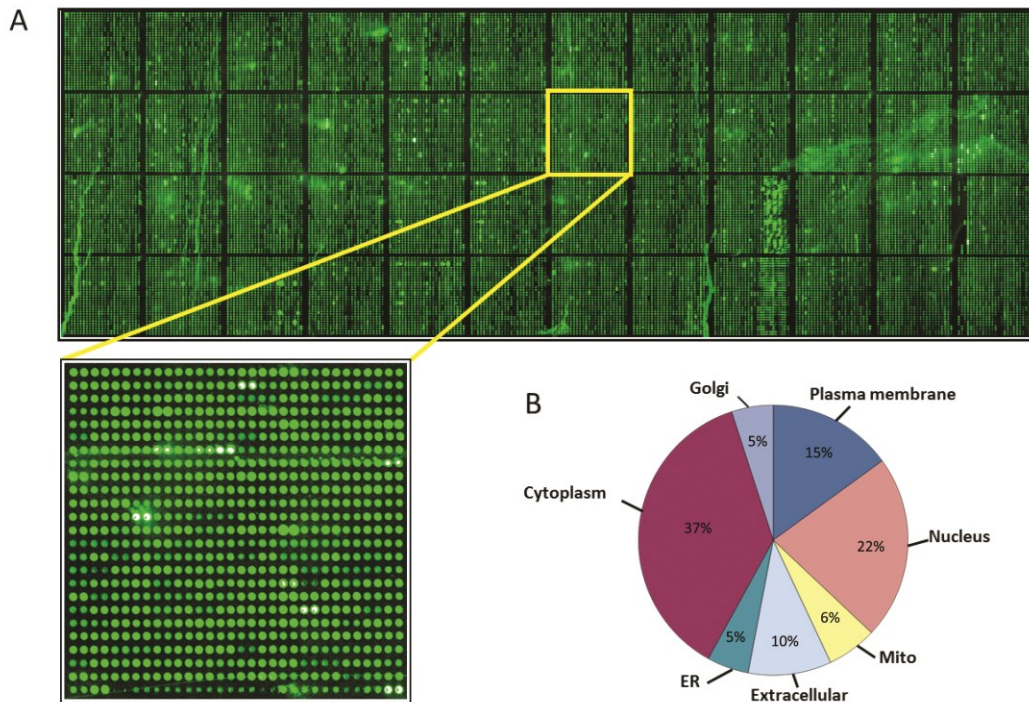 A
B
Golgi
Plasma membrane
5%
15%
Cytoplasm
37%
22%
Nucleus
6%
5%
10%
Mito
ER
Extracellular